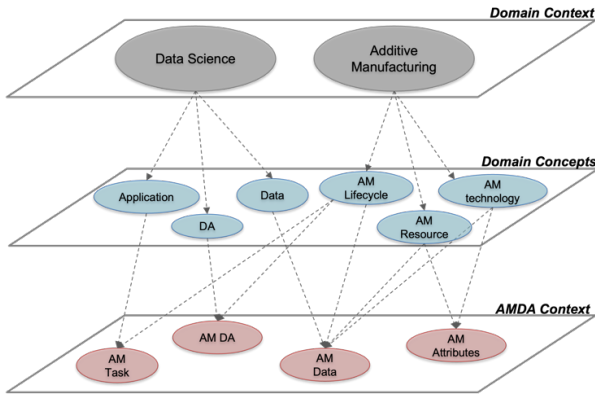 Domain Context
Data Science
Additive
Manufacturing
Domain Concepts
Application
DA
Data
AM
Lifecycle
AM
Resource
AM
technology
AMDA Context
AM
Task
AM DA
AM
Data
AM
Attributes